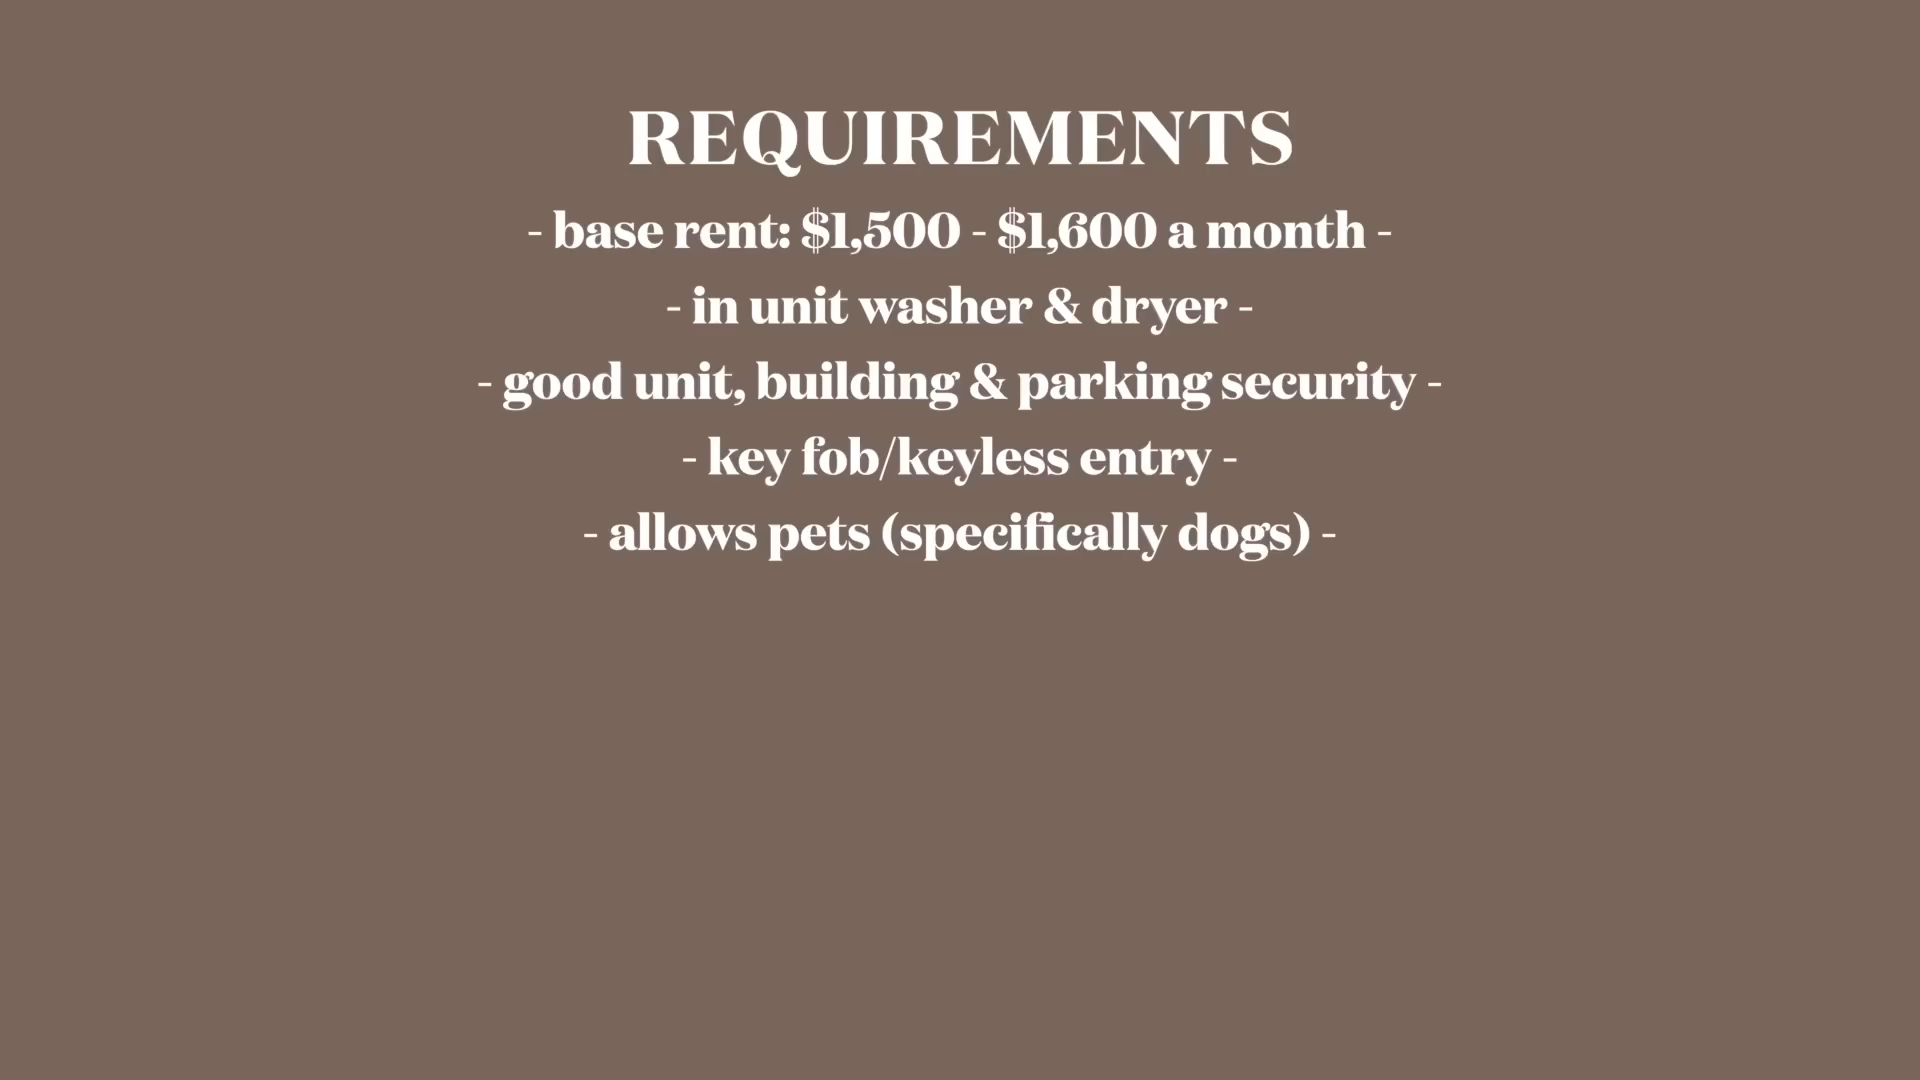 REQUIREMENTS
- base rent: $1,500 - $1,600 a month -
- in unit washer & dryer -
- good unit, building & parking security -
- key fob/keyless entry -
- allows pets (specifically dogs) -